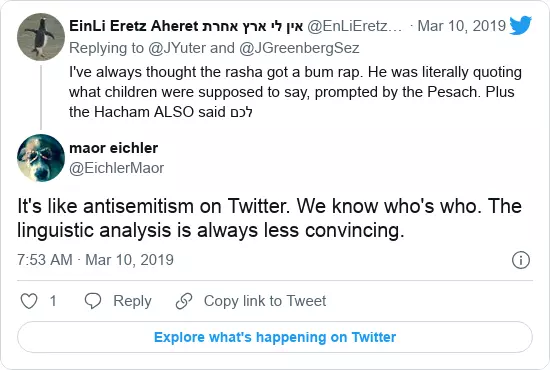 EinLi Eretz Aheret אין לי ארץ אחרת @EnLiEretz… · Mar 10, 2019
Replying to @JYuter and @JGreenbergSez
I've always thought the rasha got a bum rap. He was literally quoting
what children were supposed to say, prompted by the Pesach. Plus
the Hacham ALSO said לכם
maor eichler
@EichlerMaor
It's like antisemitism on Twitter. We know who's who. The
linguistic analysis is always less convincing.
7:53 AM · Mar 10, 2019
1 Reply Copy link to Tweet
Explore what's happening on Twitter